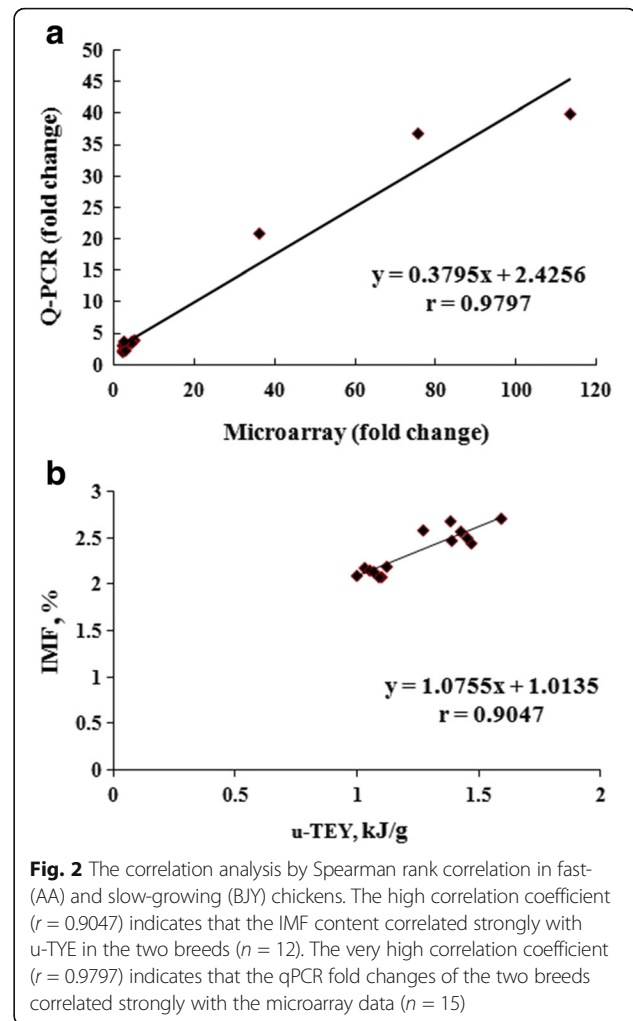 a
50
45
40
35
30
25
20
15
10
5
0
Q-PCR (fold change)
y = 0.3795x + 2.4256
r = 0.9797
0 20 40 60 80 100 120
Microarray (fold change)
b
3
2.5
2
1.5
1
0.5
0
IMF, %
y = 1.0755x + 1.0135
r = 0.9047
0 0.5 1 1.5 2
u-TEY, kJ/g
Fig. 2 The correlation analysis by Spearman rank correlation in fast-
(AA) and slow-growing (BJY) chickens. The high correlation coefficient
(r = 0.9047) indicates that the IMF content correlated strongly with
u-TYE in the two breeds (n = 12). The very high correlation coefficient
(r = 0.9797) indicates that the qPCR fold changes of the two breeds
correlated strongly with the microarray data (n = 15)